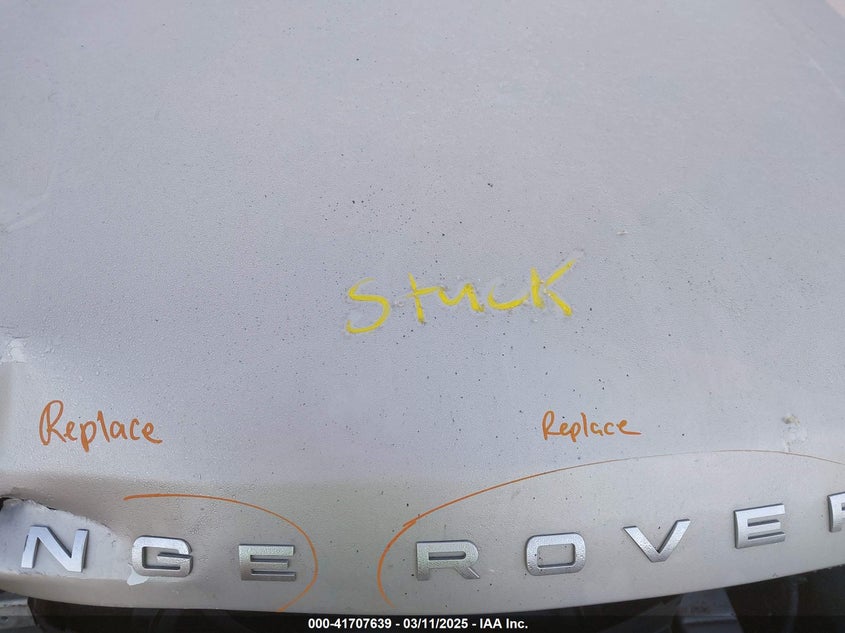 Stuck
Replace
Replace
NGE ROVER
000-41707639 - 03/11/2025 - IAA Inc.